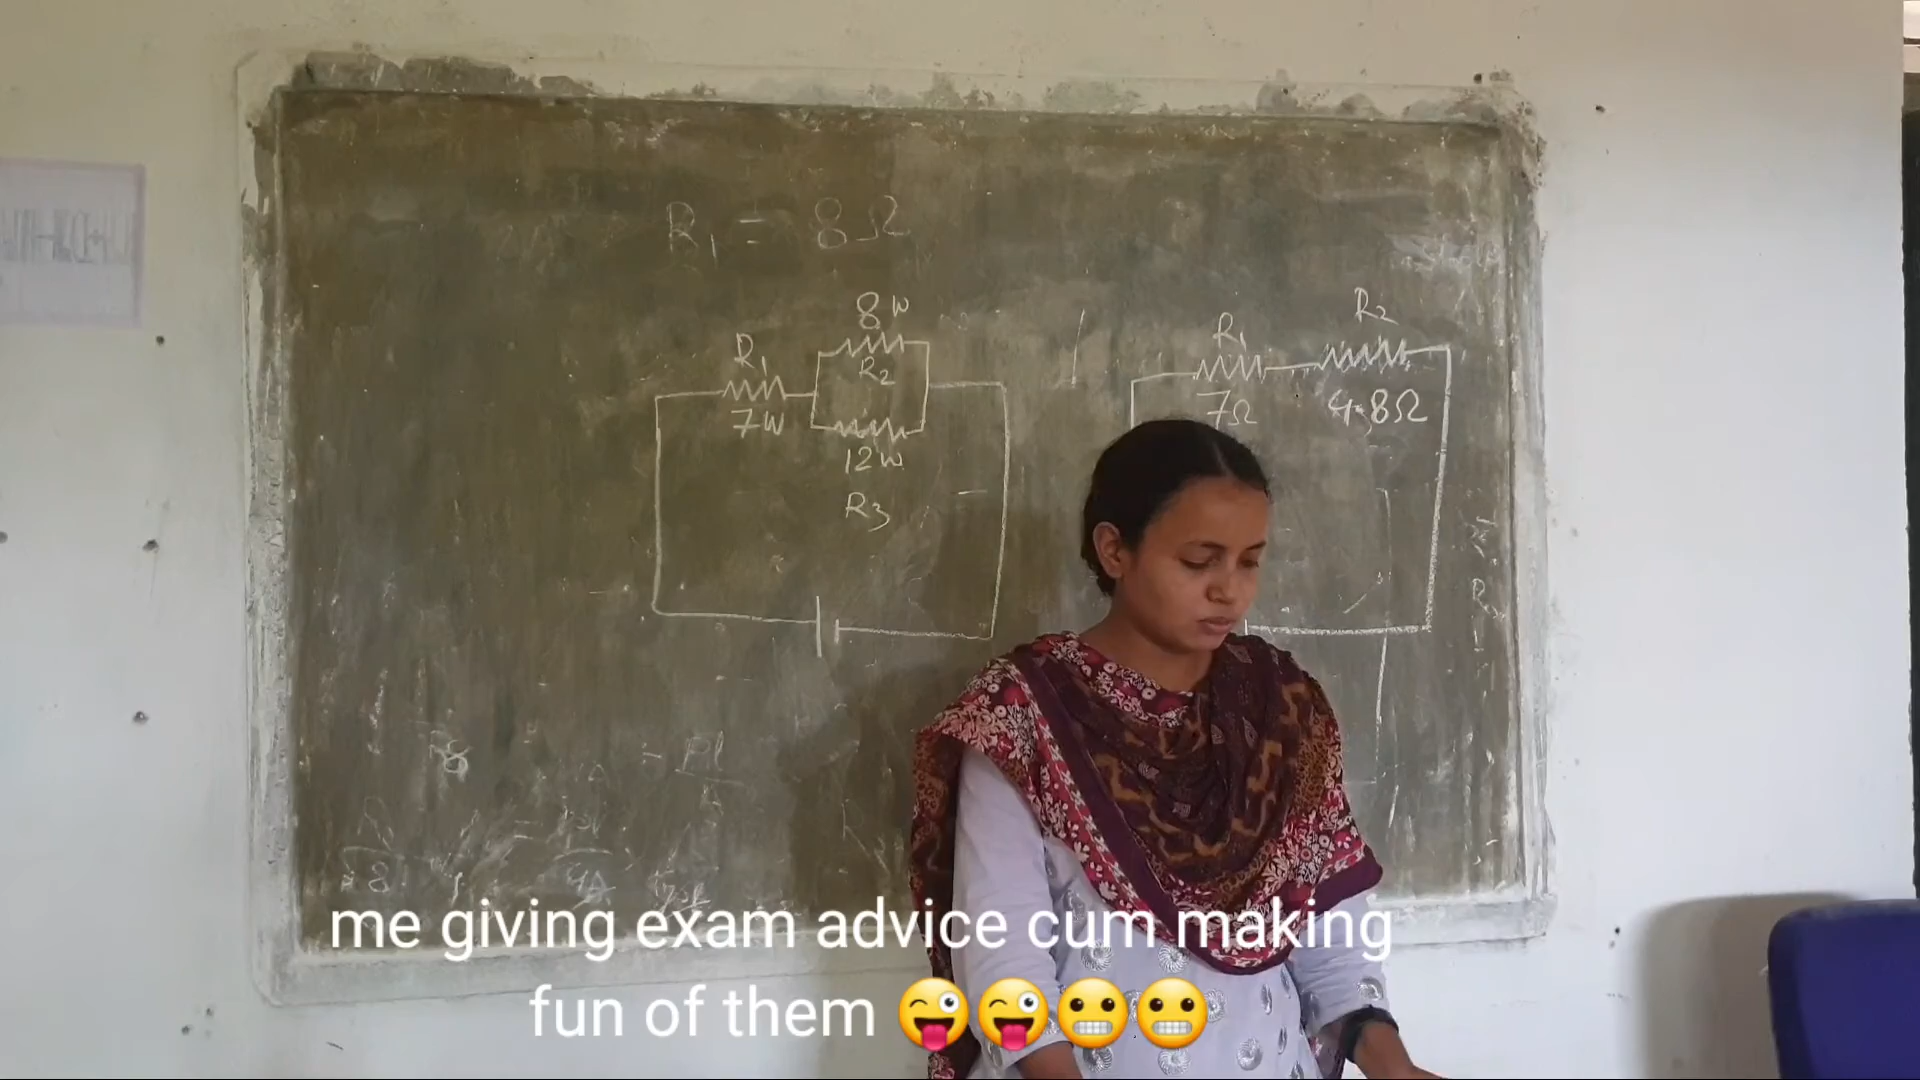 R₁ = 8Ω
8w
R₁
R₂
7w
12w
R₃
R₁
R₂
7Ω
4.8Ω
me giving exam advice cum making
fun of them 😜😜😬😬